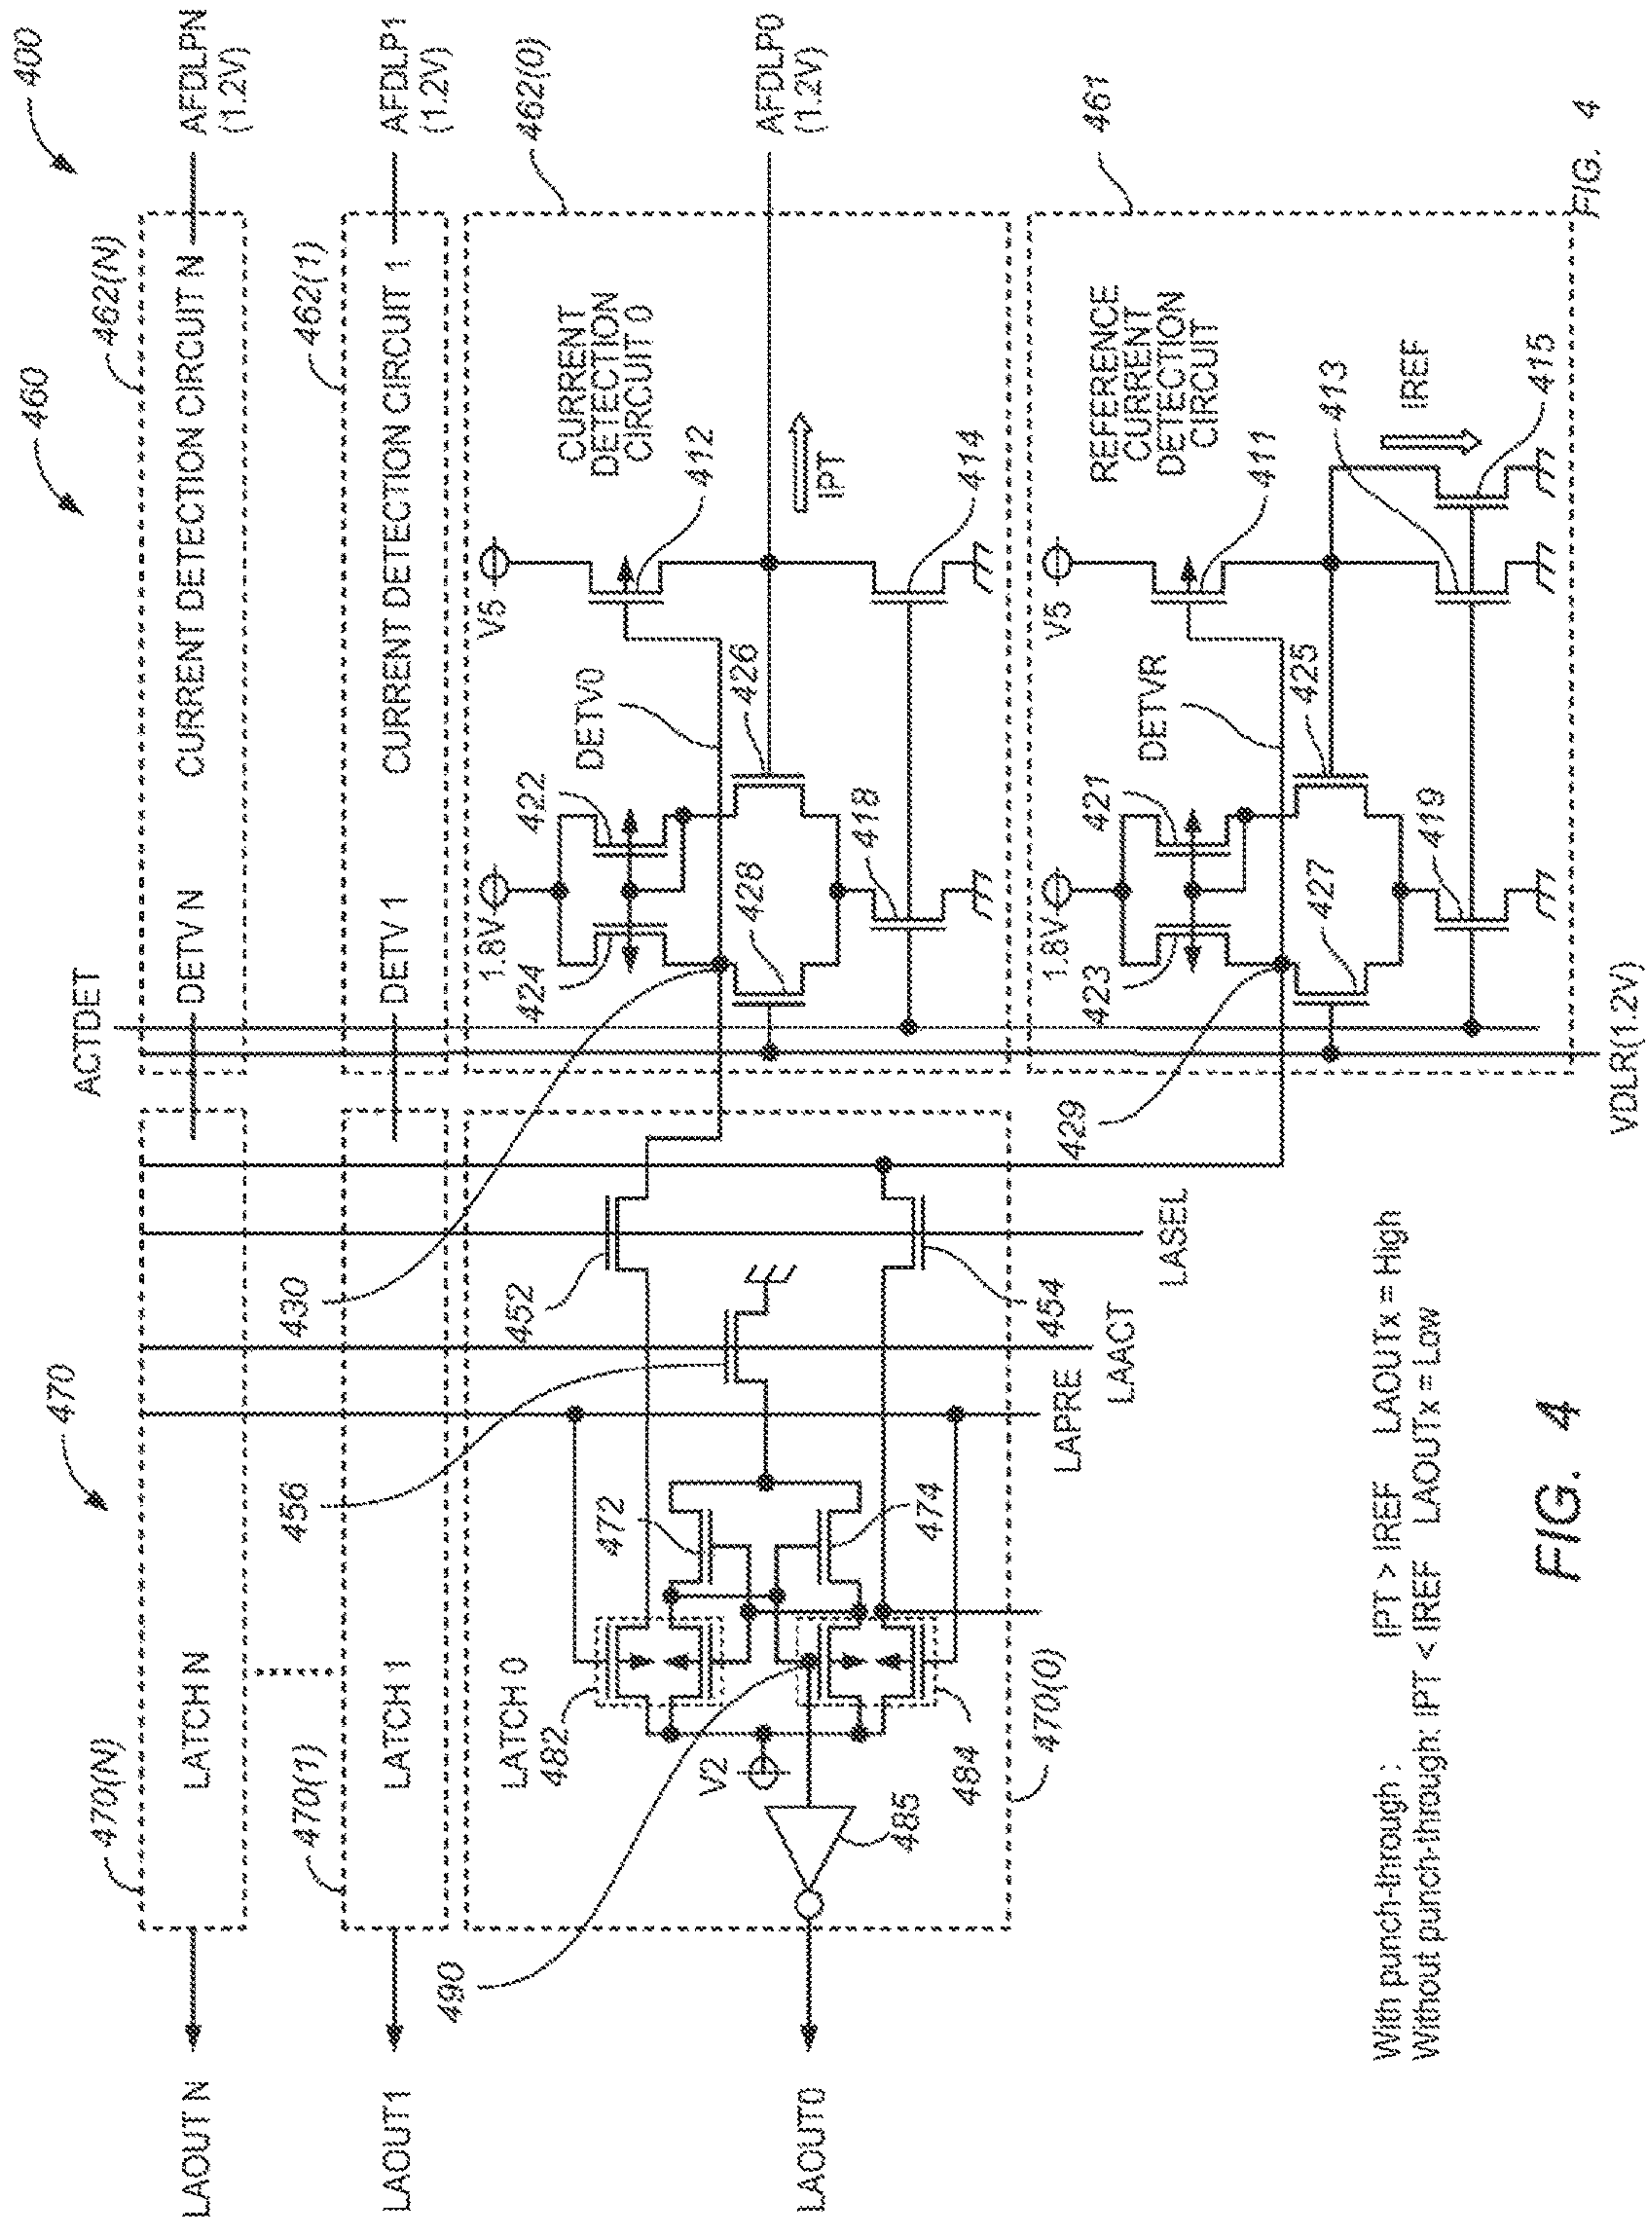 400
460
470
ACTDET
462(N)
470(N)
LAOUT N
LATCH N
DETV N
CURRENT DETECTION CIRCUIT N
AFDLPN
(1.2V)
462(1)
470(1)
LAOUT1
LATCH 1
DETV 1
CURRENT DETECTION CIRCUIT 1
AFDLP1
(1.2V)
430
456
490
462(0)
LATCH 0
482
452
472
1.8V
424
422
V5
DETV0
CURRENT
DETECTION
CIRCUIT 0
412
V2
428
426
LAOUT0
AFDLP0
(1.2V)
IPT
485
474
418
414
484
470(0)
454
LAPRE
LAACT
LASEL
429
1.8V
423
421
V5
DETVR
REFERENCE
CURRENT
DETECTION
CIRCUIT
461
411
427
425
413
419
IREF
415
VDLR(1.2V)
With punch-through : IPT > IREF LAOUTx = High
Without punch-through: IPT < IREF LAOUTx = Low
FIG. 4
FIG. 4